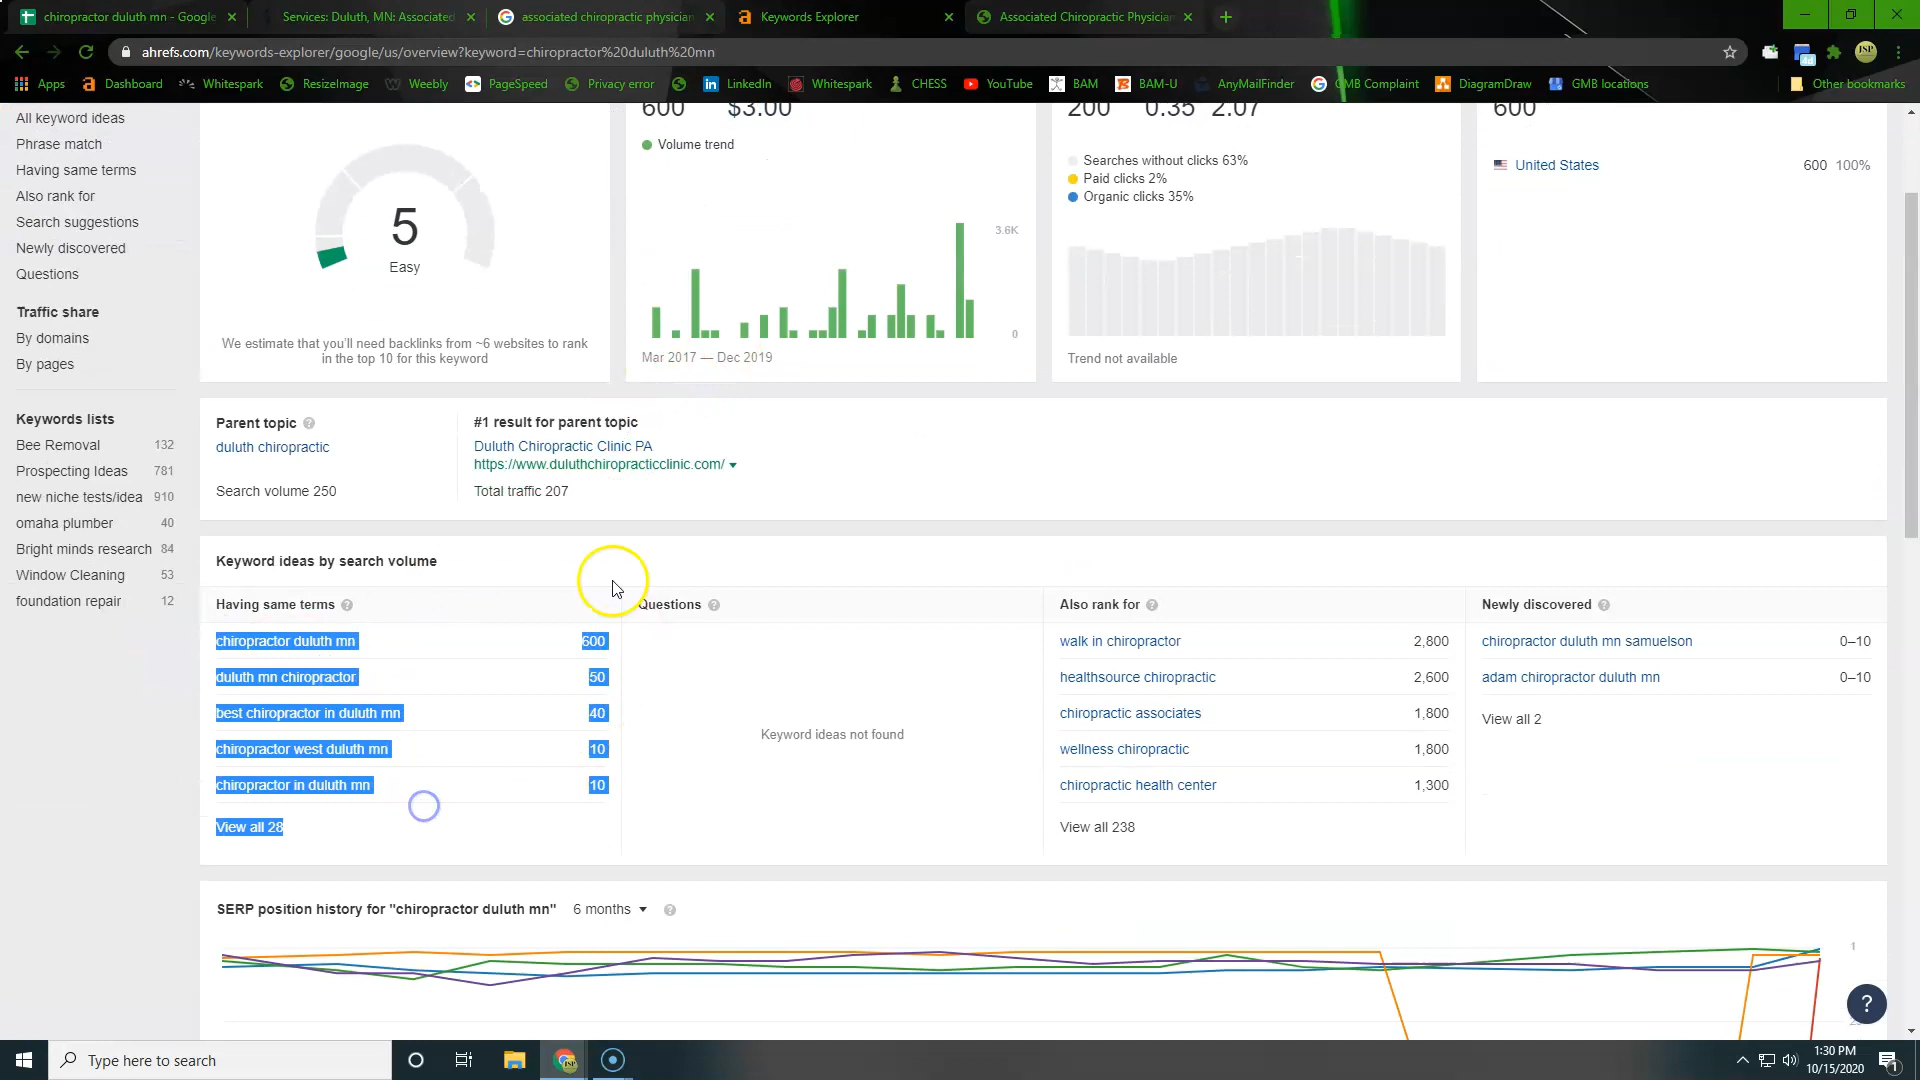 chiropractor duluth mn - Google
Services: Duluth, MN: Associated
associated chiropractic physician
Keywords Explorer
Associated Chiropractic Physician
ahrefs.com/keywords-explorer/google/us/overview?keyword=chiropractor%20duluth%20mn
Apps
Dashboard
Whitespark
ResizeImage
Weebly
PageSpeed
Privacy error
LinkedIn
Whitespark
CHESS
YouTube
BAM
BAM-U
AnyMailFinder
GMB Complaint
DiagramDraw
GMB locations
Other bookmarks
All keyword ideas
Phrase match
Having same terms
Also rank for
Search suggestions
Newly discovered
Questions
Traffic share
By domains
By pages
Keywords lists
Bee Removal 132
Prospecting Ideas 781
new niche tests/idea 910
omaha plumber 40
Bright minds research 84
Window Cleaning 53
foundation repair 12
5
Easy
We estimate that you'll need backlinks from ~6 websites to rank
in the top 10 for this keyword
600 $3.00
Volume trend
3.6K
0
Mar 2017 — Dec 2019
200 0.35 2.07
Searches without clicks 63%
Paid clicks 2%
Organic clicks 35%
Trend not available
600
United States 600 100%
Parent topic
duluth chiropractic
Search volume 250
#1 result for parent topic
Duluth Chiropractic Clinic PA
https://www.duluthchiropracticclinic.com/
Total traffic 207
Keyword ideas by search volume
Having same terms
chiropractor duluth mn 600
duluth mn chiropractor 50
best chiropractor in duluth mn 40
chiropractor west duluth mn 10
chiropractor in duluth mn 10
View all 28
Questions
Keyword ideas not found
Also rank for
walk in chiropractor 2,800
healthsource chiropractic 2,600
chiropractic associates 1,800
wellness chiropractic 1,800
chiropractic health center 1,300
View all 238
Newly discovered
chiropractor duluth mn samuelson 0–10
adam chiropractor duluth mn 0–10
View all 2
SERP position history for "chiropractor duluth mn" 6 months
1
?
Type here to search
1:30 PM
10/15/2020